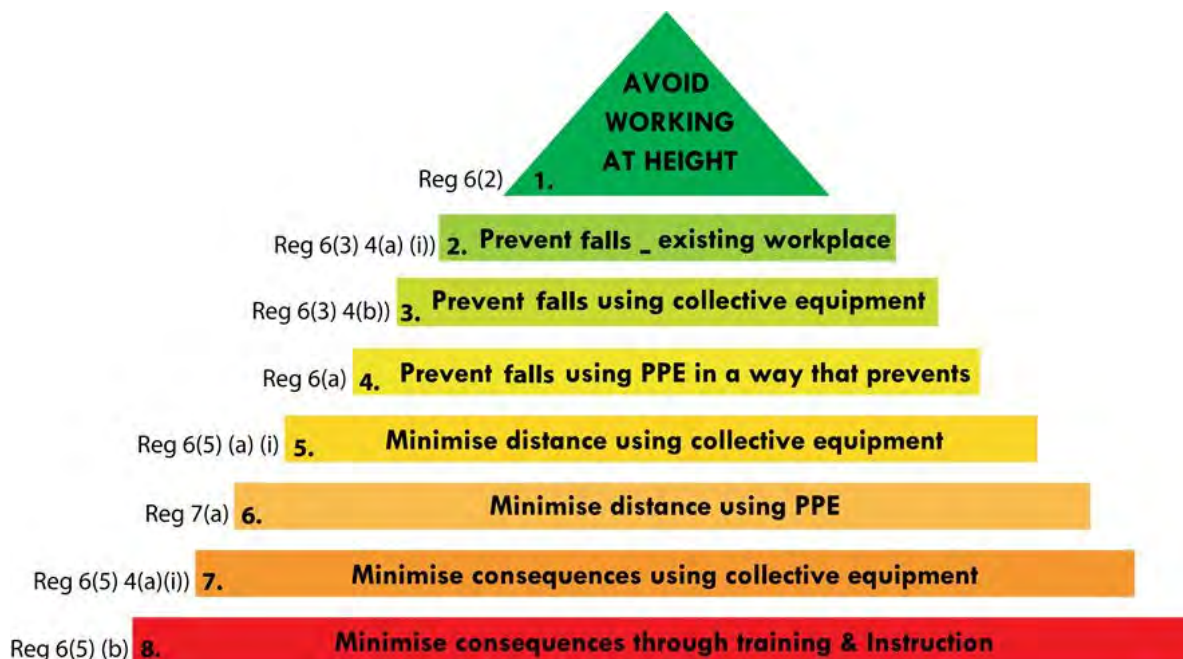 AVOID
WORKING
AT HEIGHT
Reg 6(2) 1.
Reg 6(3) 4(a) (i)) 2. Prevent falls _ existing workplace
Reg 6(3) 4(b)) 3. Prevent falls using collective equipment
Reg 6(a) 4. Prevent falls using PPE in a way that prevents
Reg 6(5) (a) (i) 5. Minimise distance using collective equipment
Reg 7(a) 6. Minimise distance using PPE
Reg 6(5) 4(a)(i)) 7. Minimise consequences using collective equipment
Reg 6(5) (b) 8. Minimise consequences through training & Instruction